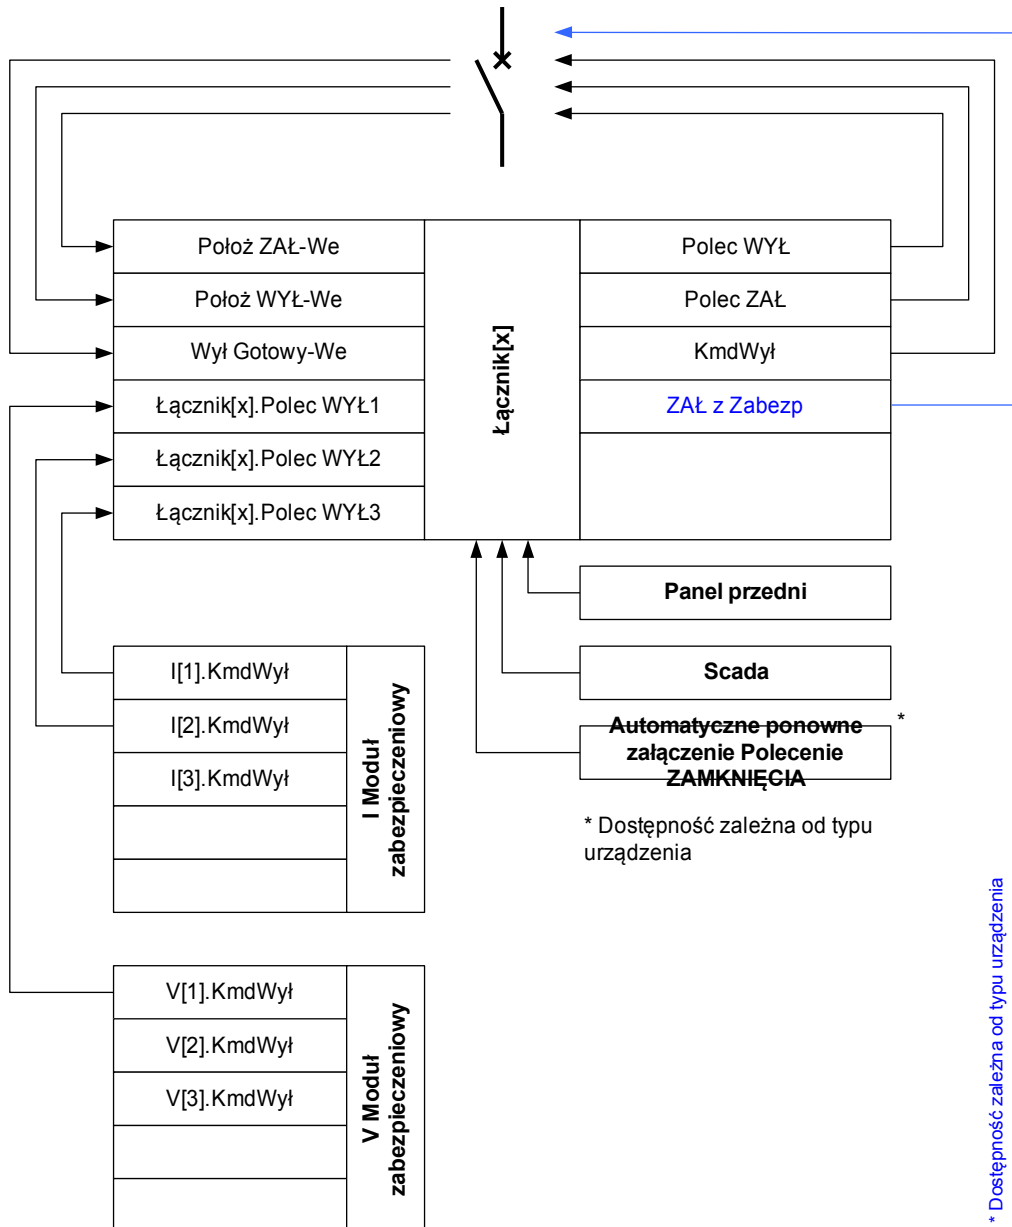 Położ ZAŁ-We
Położ WYŁ-We
Wył Gotowy-We
Łącznik[x].Polec WYŁ1
Łącznik[x].Polec WYŁ2
Łącznik[x].Polec WYŁ3
Łącznik[x]
Polec WYŁ
Polec ZAŁ
KmdWył
ZAŁ z Zabezp
Panel przedni
Scada
Automatyczne ponowne *
załączenie Polecenie
ZAMKNIĘCIA
* Dostępność zależna od typu
urządzenia
I[1].KmdWył
I[2].KmdWył
I[3].KmdWył
I Moduł
zabezpieczeniowy
V[1].KmdWył
V[2].KmdWył
V[3].KmdWył
V Moduł
zabezpieczeniowy
* Dostępność zależna od typu urządzenia